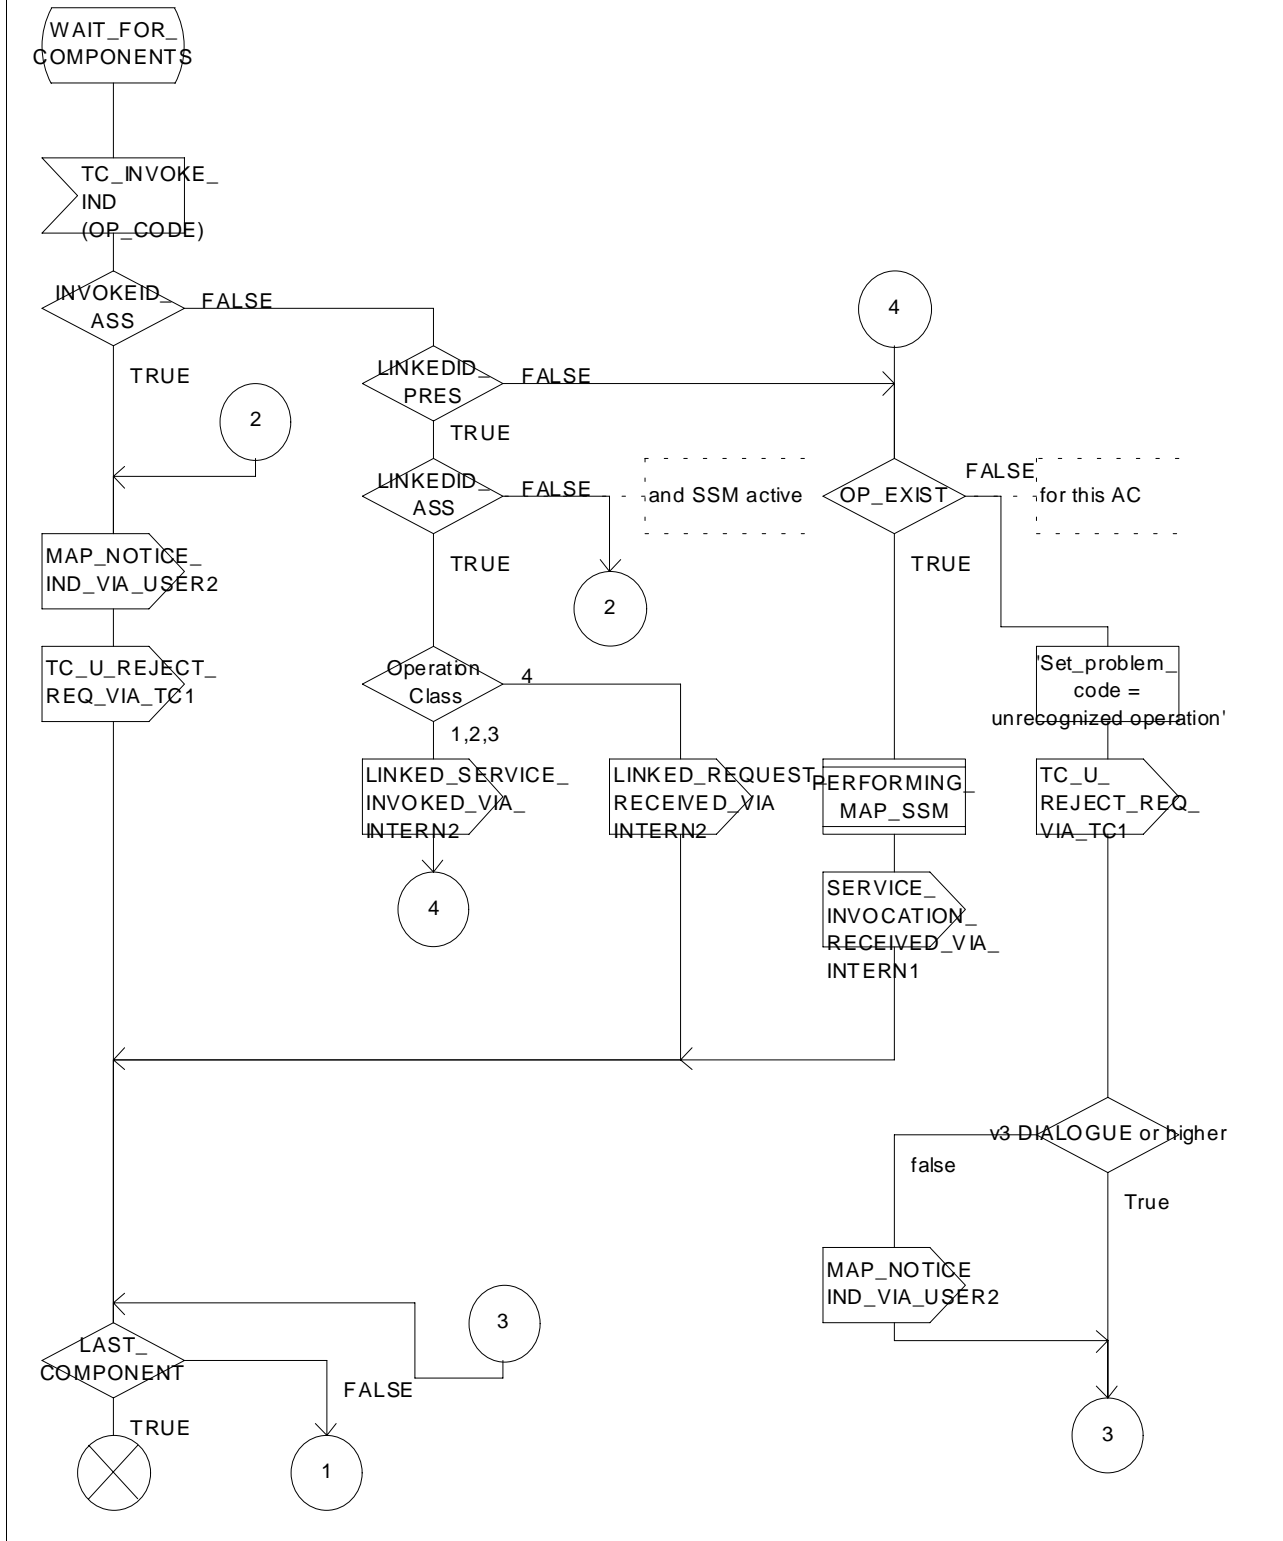 WAIT_FOR_
COMPONENTS
TC_INVOKE_
IND
(OP_CODE)
INVOKEID_
ASS
FALSE
TRUE
4
LINKEDID_
PRES
FALSE
TRUE
2
LINKEDID_
ASS
FALSE
and SSM active
TRUE
OP_EXIST
FALSE
for this AC
TRUE
2
MAP_NOTICE_
IND_VIA_USER2
TC_U_REJECT_
REQ_VIA_TC1
Operation
Class
4
1,2,3
'Set_problem_
code =
unrecognized operation'
LINKED_SERVICE_
INVOKED_VIA_
INTERN2
LINKED_REQUEST_
RECEIVED_VIA
INTERN2
PERFORMING_
MAP_SSM
TC_U_
REJECT_REQ_
VIA_TC1
4
SERVICE_
INVOCATION_
RECEIVED_VIA_
INTERN1
v3 DIALOGUE or higher
false
True
MAP_NOTICE
IND_VIA_USER2
3
LAST_
COMPONENT
FALSE
TRUE
1
3